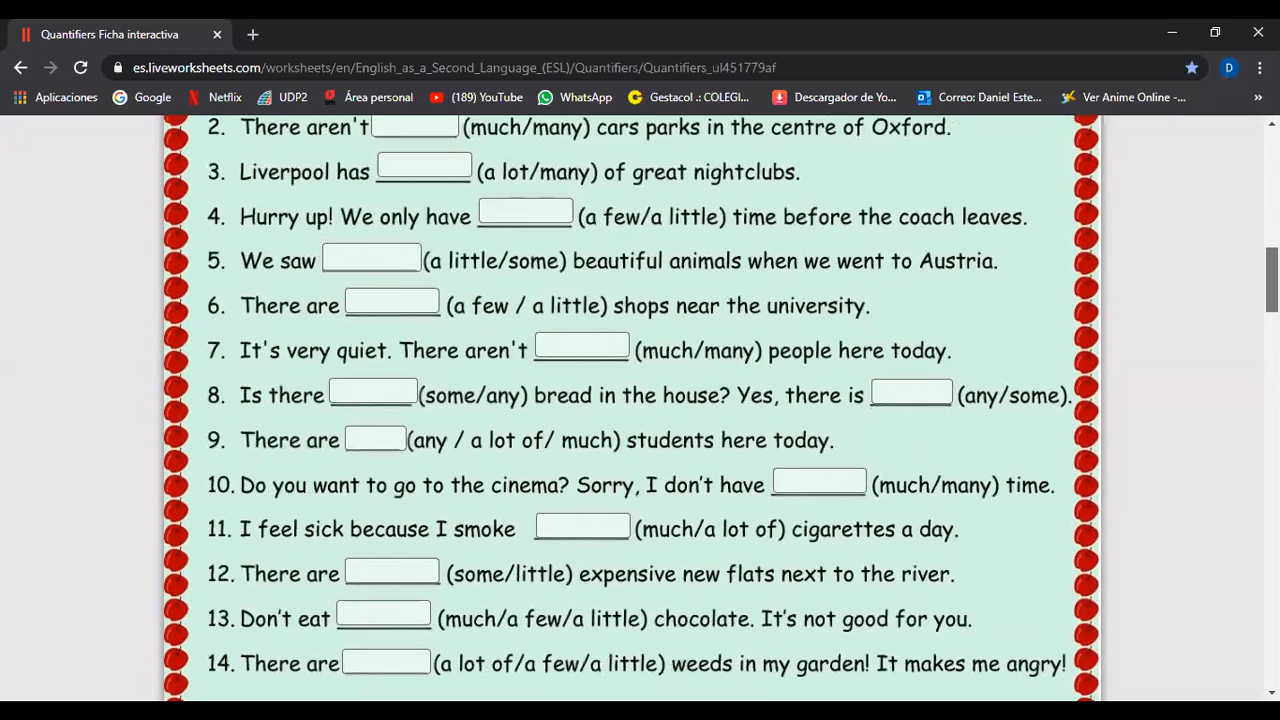 Quantifiers Ficha interactiva
es.liveworksheets.com/worksheets/en/English_as_a_Second_Language_(ESL)/Quantifiers/Quantifiers_ul451779af
D
Aplicaciones Google Netflix UDP2 Área personal (189) YouTube WhatsApp Gestacol .: COLEGI... Descargador de Yo... Correo: Daniel Este... Ver Anime Online -... »
2. There aren't (much/many) cars parks in the centre of Oxford.
3. Liverpool has (a lot/many) of great nightclubs.
4. Hurry up! We only have (a few/a little) time before the coach leaves.
5. We saw (a little/some) beautiful animals when we went to Austria.
6. There are (a few / a little) shops near the university.
7. It's very quiet. There aren't (much/many) people here today.
8. Is there (some/any) bread in the house? Yes, there is (any/some).
9. There are (any / a lot of/ much) students here today.
10. Do you want to go to the cinema? Sorry, I don't have (much/many) time.
11. I feel sick because I smoke (much/a lot of) cigarettes a day.
12. There are (some/little) expensive new flats next to the river.
13. Don't eat (much/a few/a little) chocolate. It's not good for you.
14. There are (a lot of/a few/a little) weeds in my garden! It makes me angry!